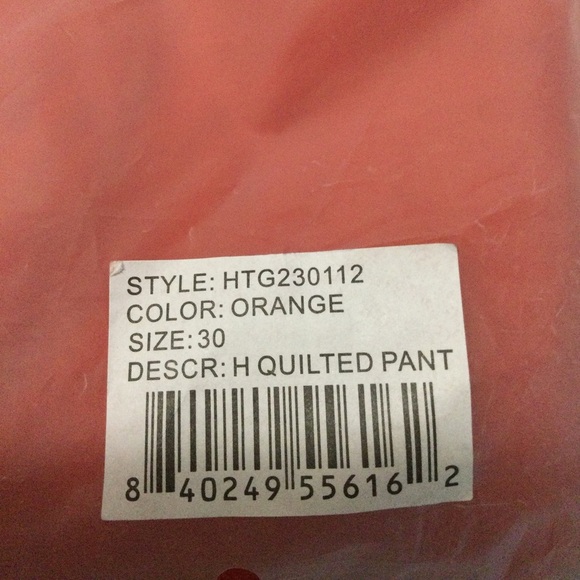 STYLE: HTG230112
COLOR: ORANGE
SIZE: 30
DESCR: H QUILTED PANT
8 40249 55616 2